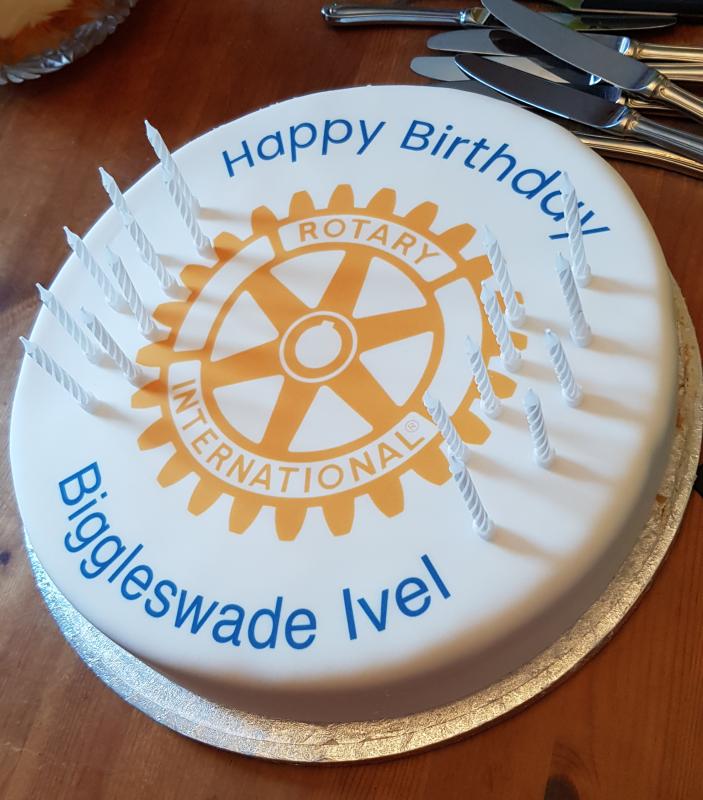 Happy Birthday
ROTARY
INTERNATIONAL®
Biggleswade Ivel